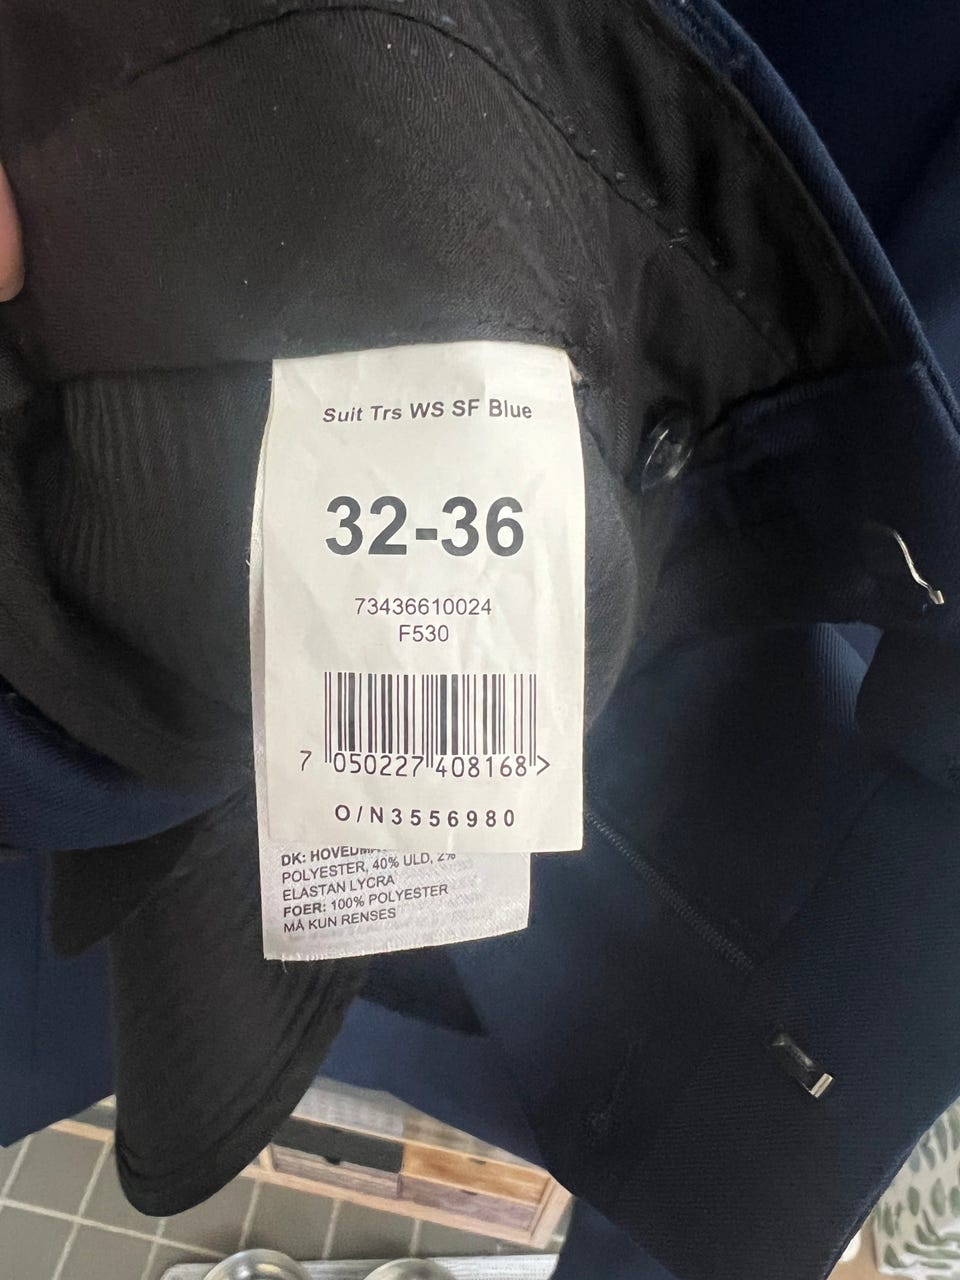 Suit Trs WS SF Blue
32-36
73436610024
F530
7 050227 408168 >
O/N3556980
DK:
POLYESTER, 40% ULD, 2%
ELASTAN LYCRA
FOER: 100% POLYESTER
MÅ KUN RENSES